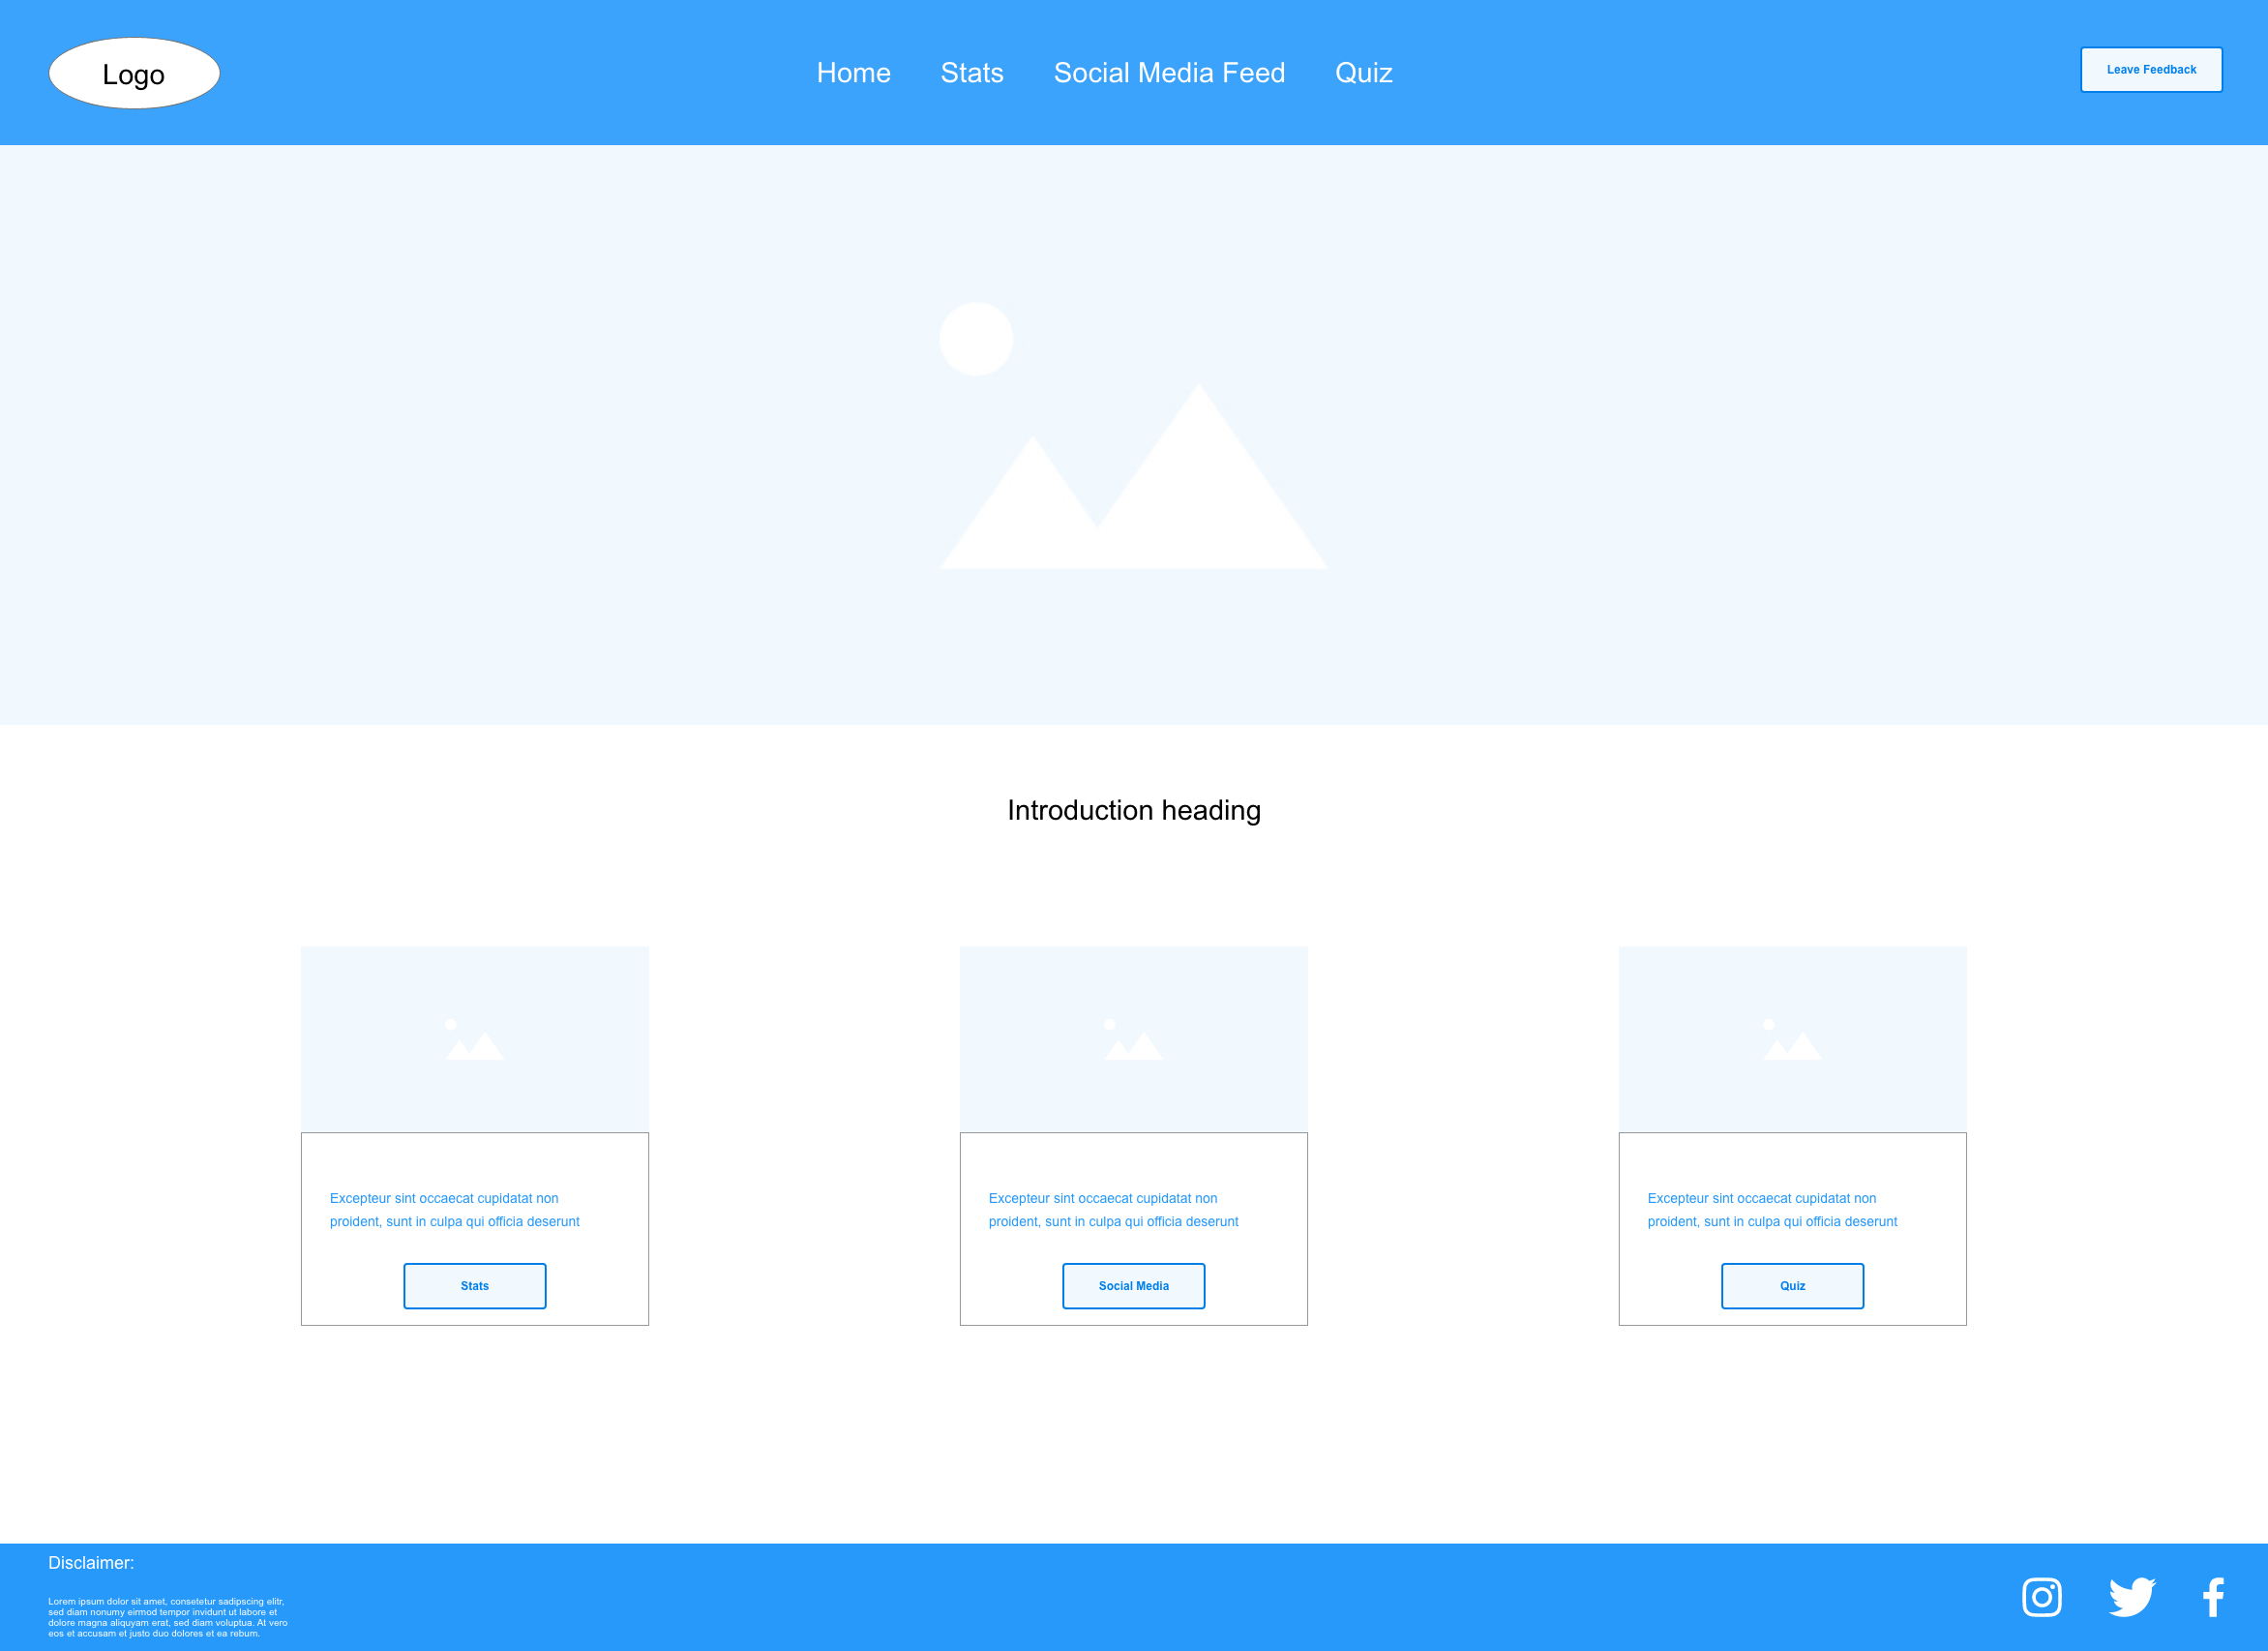 Logo
Home Stats Social Media Feed Quiz
Leave Feedback
Introduction heading
Excepteur sint occaecat cupidatat non
proident, sunt in culpa qui officia deserunt
Stats
Excepteur sint occaecat cupidatat non
proident, sunt in culpa qui officia deserunt
Social Media
Excepteur sint occaecat cupidatat non
proident, sunt in culpa qui officia deserunt
Quiz
Disclaimer:
Lorem ipsum dolor sit amet, consetetur sadipscing elitr,
sed diam nonumy eirmod tempor invidunt ut labore et
dolore magna aliquyam erat, sed diam voluptua. At vero
eos et accusam et justo duo dolores et ea rebum.